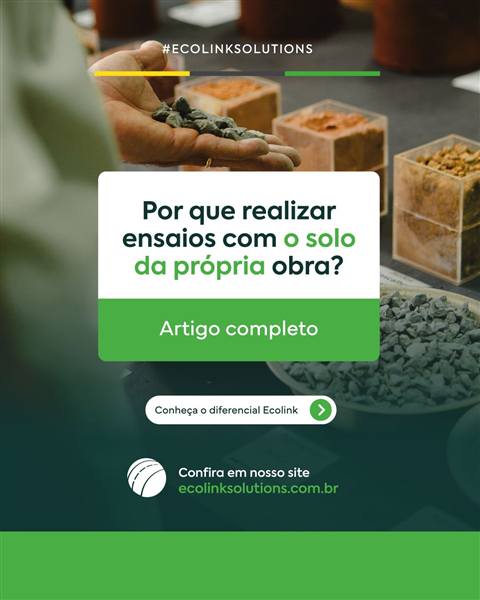 #ECOLINKSOLUTIONS
Por que realizar
ensaios com o solo
da própria obra?
Artigo completo
Conheça o diferencial Ecolink
Confira em nosso site
ecolinksolutions.com.br